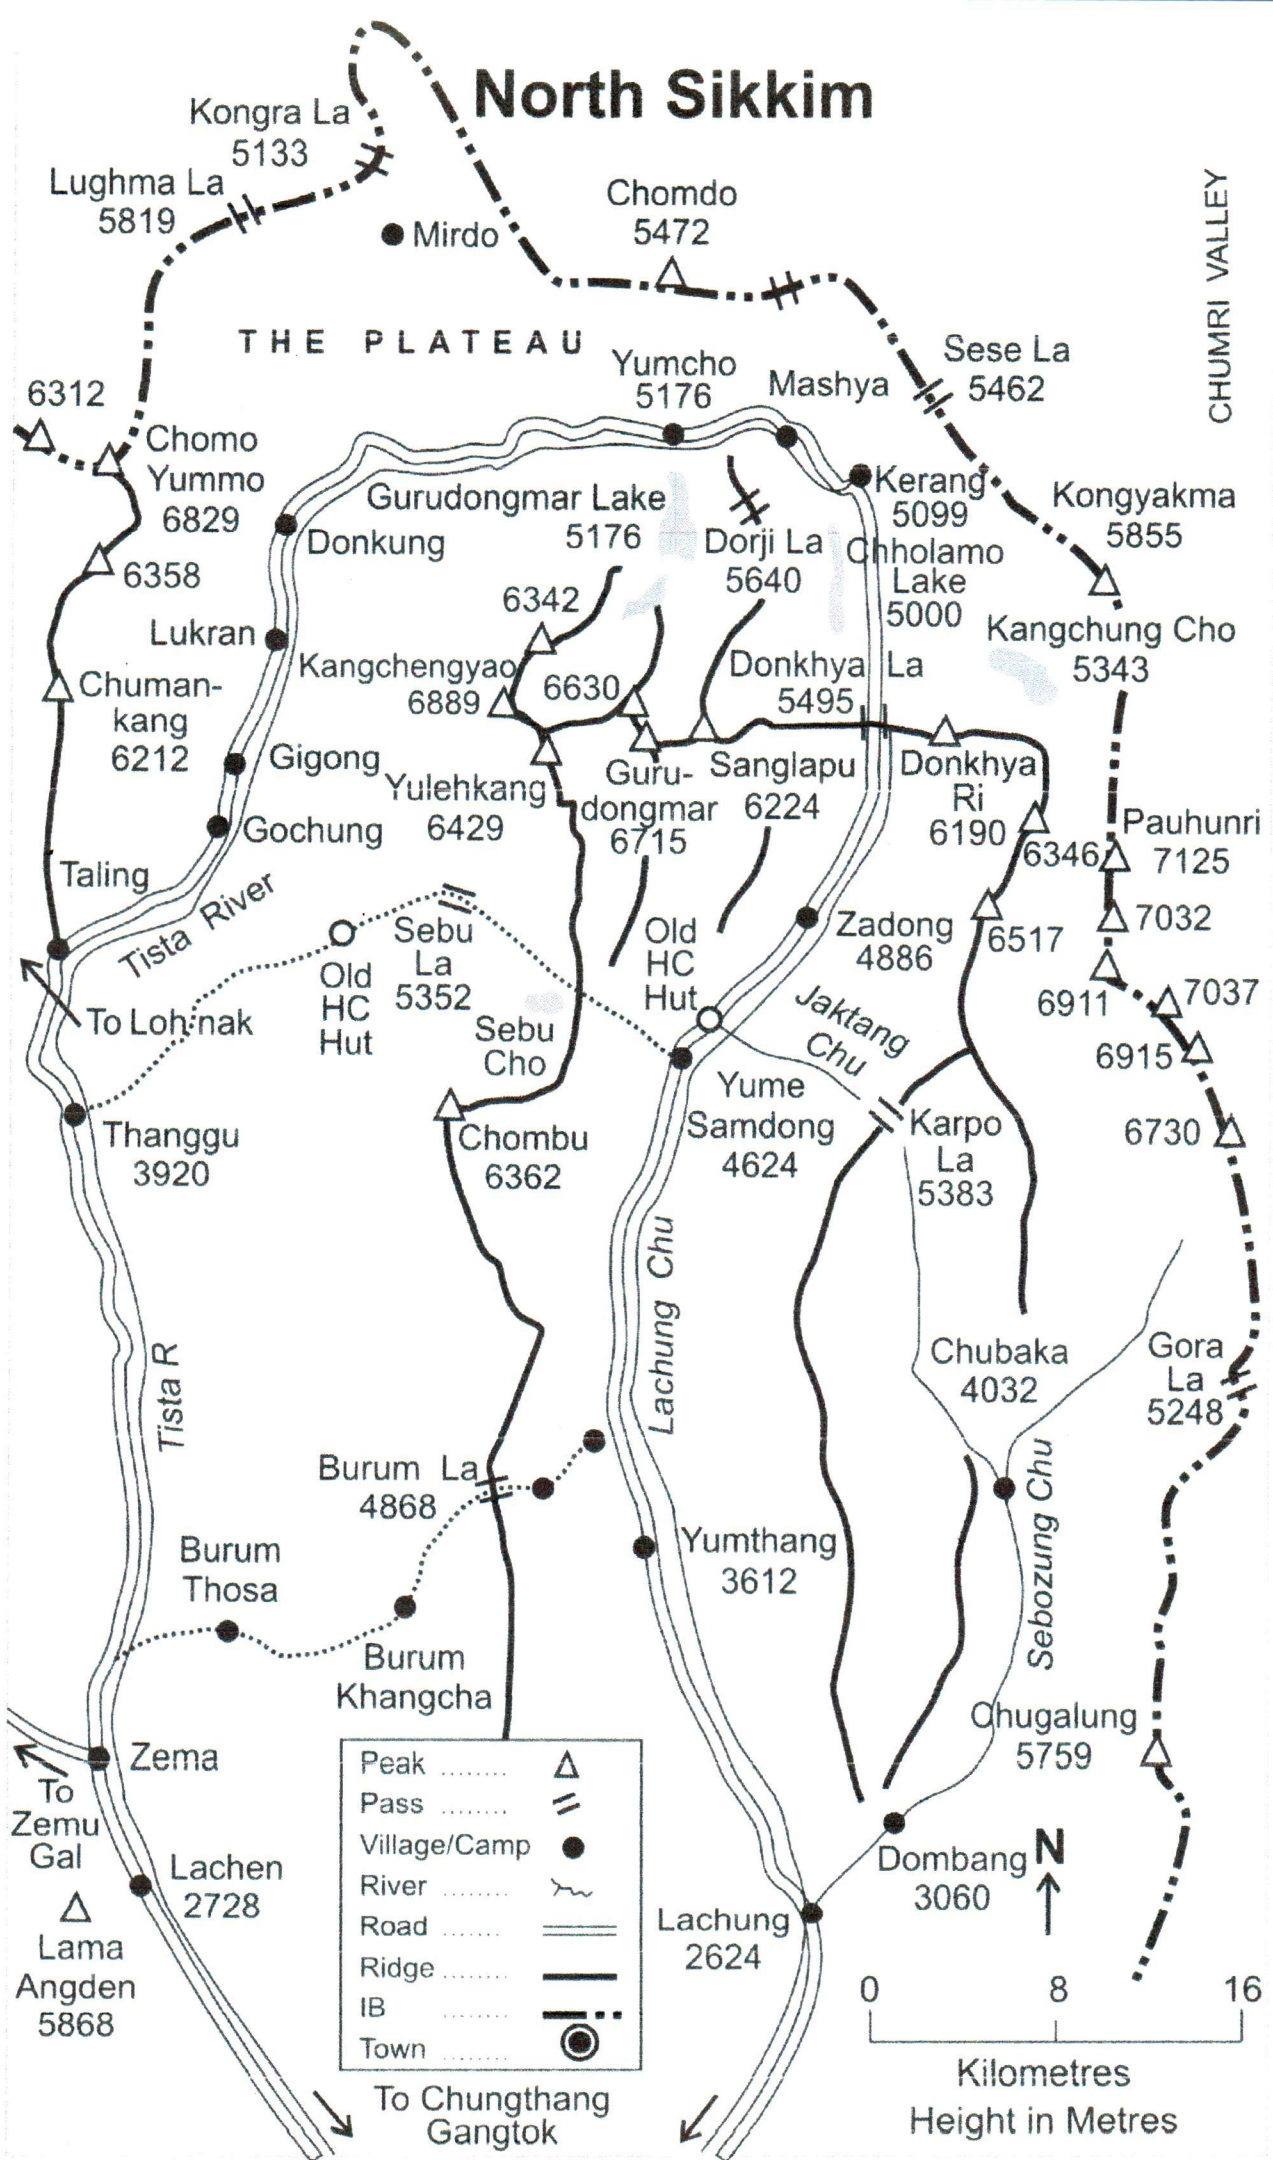 North Sikkim
Kongra La
5133
Lughma La
5819
Chomdo
5472
Mirdo
CHUMRI VALLEY
THE PLATEAU
Sese La
5462
Yumcho
5176
Mashya
6312
Chomo
Yummo
6829
Kerang
5099
Kongyakma
5855
Gurudongmar Lake
5176
Donkung
Dorji La
5640
Chholamo
Lake
5000
6358
6342
Lukran
Kangchung Cho
5343
Kangchengyao
6889
6630
Donkhya La
5495
Chuman-
kang
6212
Gigong
Yulehkang
6429
Guru-
dongmar
6715
Sanglapu
6224
Donkhya
Ri
6190
6346
Pauhunri
7125
Gochung
Taling
Tista River
7032
Zadong
4886
6517
Sebu
La
5352
Old
HC
Hut
Old
HC
Hut
6911
7037
To Lohnak
Jaktang
Chu
Sebu
Cho
6915
Yume
Samdong
4624
Thanggu
3920
Chombu
6362
Karpo
La
5383
6730
Lachung Chu
Tista R
Chubaka
4032
Gora
La
5248
Burum La
4868
Sebozung Chu
Burum
Thosa
Yumthang
3612
Burum
Khangcha
Chugalung
5759
Zema
To
Zemu
Gal
Peak ........
Pass ........
Village/Camp
River ........
Road ........
Ridge ........
IB ........
Town ........
Lachen
2728
Dombang
3060
N
Lachung
2624
Lama
Angden
5868
0 8 16
Kilometres
Height in Metres
To Chungthang
Gangtok